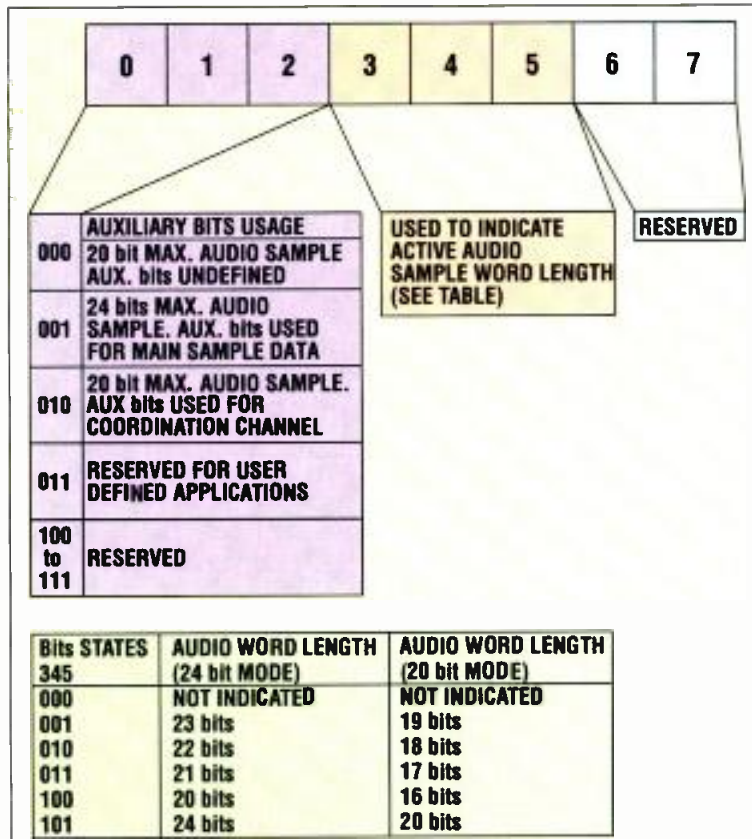 0 1 2 3 4 5 6 7
AUXILIARY BITS USAGE
000
20 bit MAX. AUDIO SAMPLE
AUX. bits UNDEFINED
001
24 bits MAX. AUDIO
SAMPLE. AUX. bits USED
FOR MAIN SAMPLE DATA
010
20 bit MAX. AUDIO SAMPLE.
AUX bits USED FOR
COORDINATION CHANNEL
011
RESERVED FOR USER
DEFINED APPLICATIONS
100
to
111
RESERVED
USED TO INDICATE
ACTIVE AUDIO
SAMPLE WORD LENGTH
(SEE TABLE)
RESERVED
Bits STATES AUDIO WORD LENGTH AUDIO WORD LENGTH
345 (24 bit MODE) (20 bit MODE)
000 NOT INDICATED NOT INDICATED
001 23 bits 19 bits
010 22 bits 18 bits
011 21 bits 17 bits
100 20 bits 16 bits
101 24 bits 20 bits